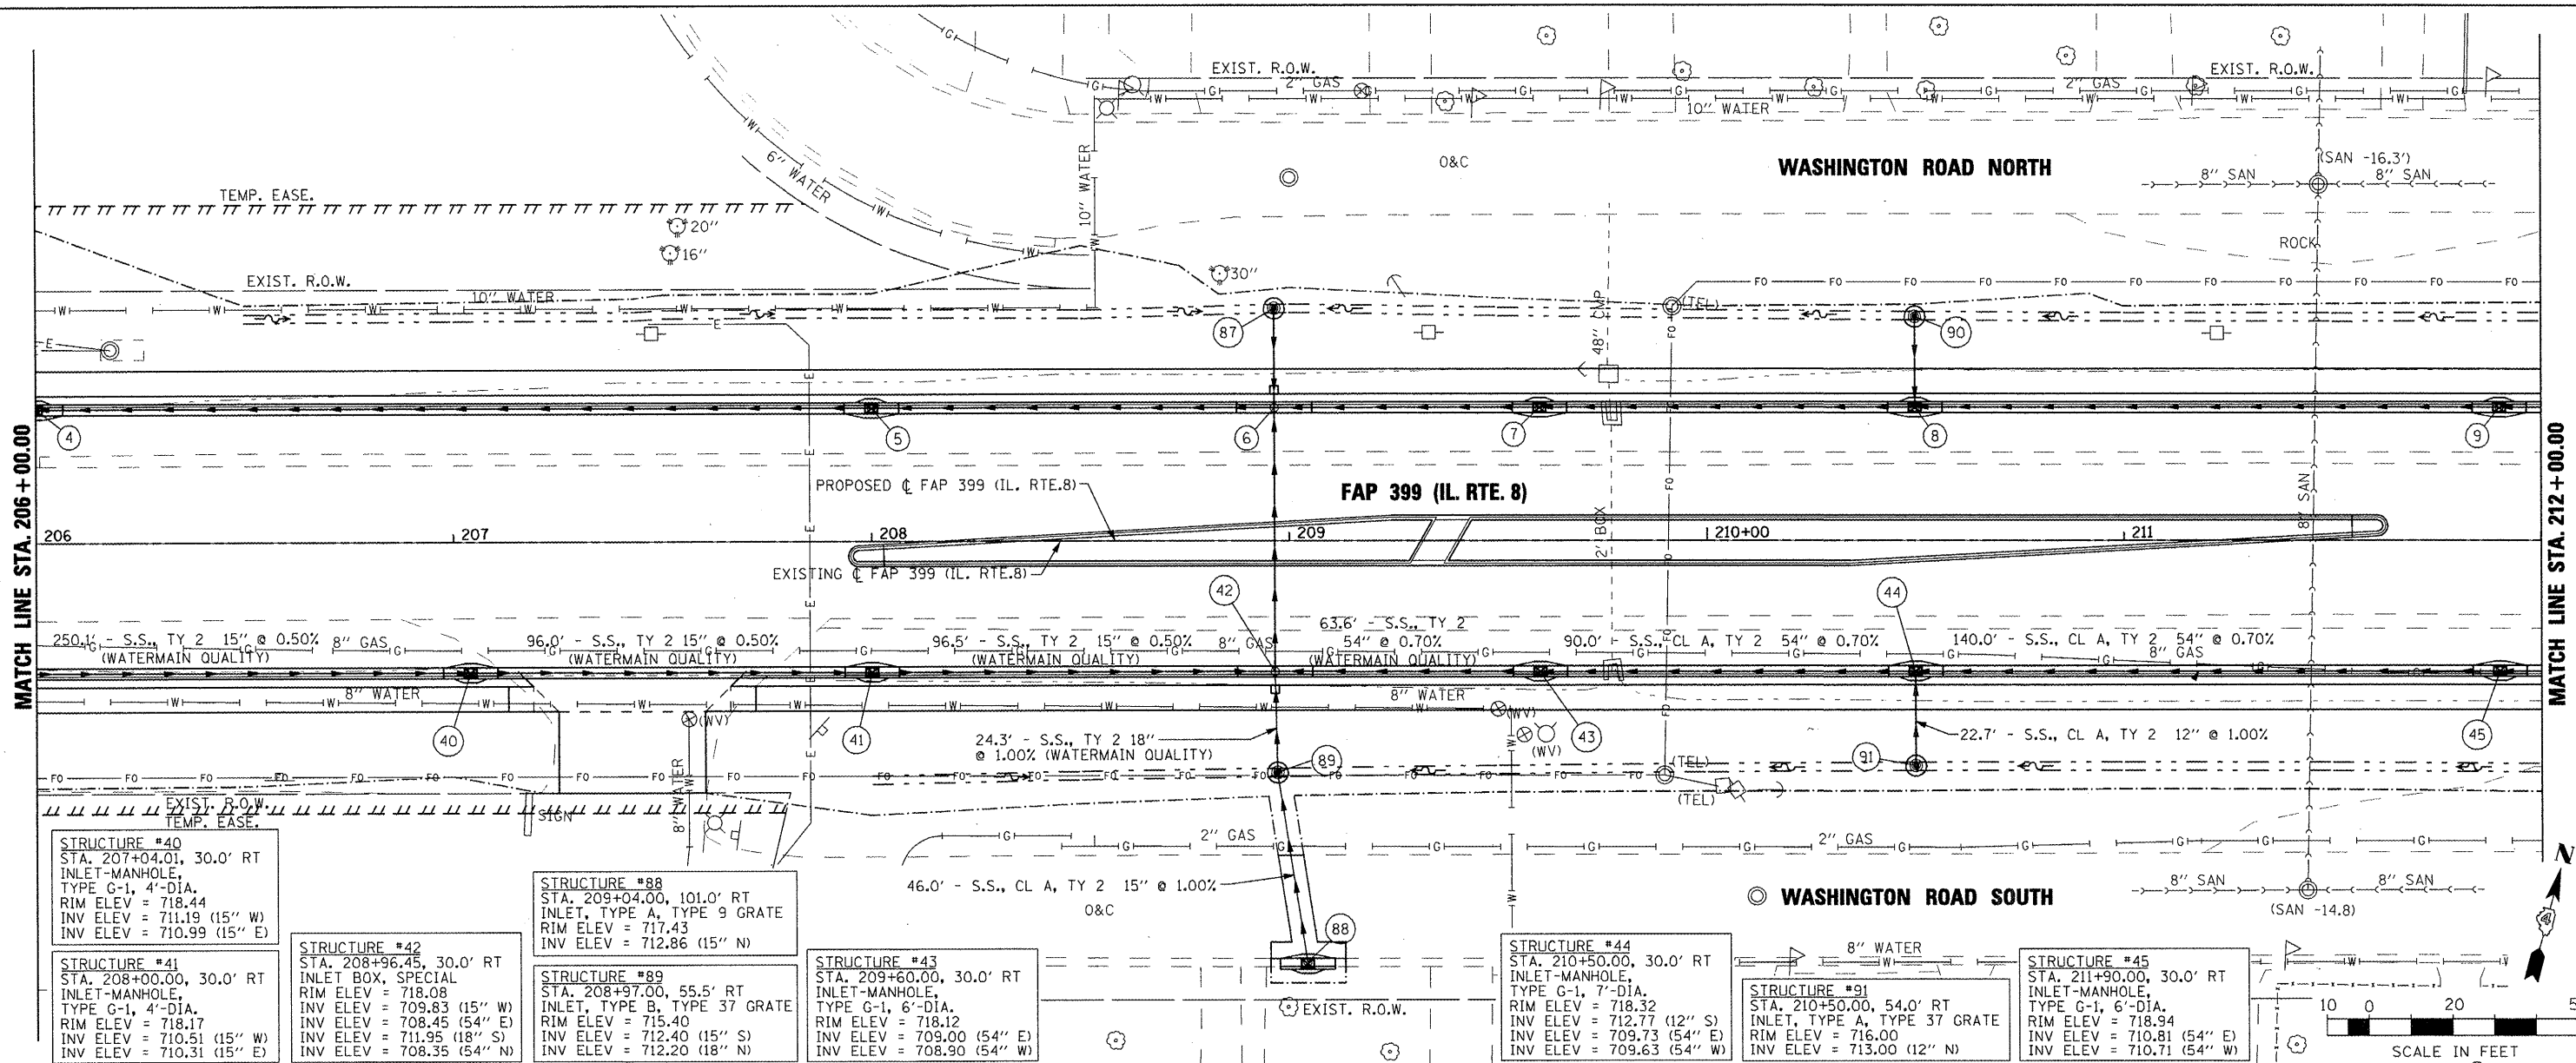 EXIST. R.O.W.
2" GAS
2" GAS
EXIST. R.O.W.
10" WATER
6" WATER
10" WATER
O&C
WASHINGTON ROAD NORTH
(SAN -16.3')
8" SAN
8" SAN
TEMP. EASE.
20"
16"
30"
ROCK
EXIST. R.O.W.
10" WATER
(TEL)
87
90
48" CMP
4
5
6
7
8
9
MATCH LINE STA. 206+00.00
MATCH LINE STA. 212+00.00
PROPOSED ℄ FAP 399 (IL. RTE.8)
FAP 399 (IL. RTE. 8)
8" SAN
2' BOX
206
207
208
209
210+00
211
EXISTING ℄ FAP 399 (IL. RTE.8)
42
44
250.1' - S.S., TY 2 15" @ 0.50%
(WATERMAIN QUALITY)
8" GAS
96.0' - S.S., TY 2 15" @ 0.50%
(WATERMAIN QUALITY)
96.5' - S.S., TY 2 15" @ 0.50%
(WATERMAIN QUALITY)
8" GAS
63.6' - S.S., TY 2
54" @ 0.70%
(WATERMAIN QUALITY)
90.0' - S.S., CL A, TY 2 54" @ 0.70%
140.0' - S.S., CL A, TY 2 54" @ 0.70%
8" GAS
8" WATER
8" WATER
(WV)
(WV)
(WV)
40
41
43
45
24.3' - S.S., TY 2 18"
@ 1.00% (WATERMAIN QUALITY)
22.7' - S.S., CL A, TY 2 12" @ 1.00%
89
91
(TEL)
(TEL)
EXIST. R.O.W.
TEMP. EASE.
SIGN
8" WATER
2" GAS
2" GAS
46.0' - S.S., CL A, TY 2 15" @ 1.00%
O&C
88
WASHINGTON ROAD SOUTH
8" SAN
8" SAN
(SAN -14.8)
N
4
EXIST. R.O.W.
8" WATER
STRUCTURE #40
STA. 207+04.01, 30.0' RT
INLET-MANHOLE,
TYPE G-1, 4'-DIA.
RIM ELEV = 718.44
INV ELEV = 711.19 (15" W)
INV ELEV = 710.99 (15" E)
STRUCTURE #41
STA. 208+00.00, 30.0' RT
INLET-MANHOLE,
TYPE G-1, 4'-DIA.
RIM ELEV = 718.17
INV ELEV = 710.51 (15" W)
INV ELEV = 710.31 (15" E)
STRUCTURE #42
STA. 208+96.45, 30.0' RT
INLET BOX, SPECIAL
RIM ELEV = 718.08
INV ELEV = 709.83 (15" W)
INV ELEV = 708.45 (54" E)
INV ELEV = 711.95 (18" S)
INV ELEV = 708.35 (54" N)
STRUCTURE #88
STA. 209+04.00, 101.0' RT
INLET, TYPE A, TYPE 9 GRATE
RIM ELEV = 717.43
INV ELEV = 712.86 (15" N)
STRUCTURE #89
STA. 208+97.00, 55.5' RT
INLET, TYPE B, TYPE 37 GRATE
RIM ELEV = 715.40
INV ELEV = 712.40 (15" S)
INV ELEV = 712.20 (18" N)
STRUCTURE #43
STA. 209+60.00, 30.0' RT
INLET-MANHOLE,
TYPE G-1, 6'-DIA.
RIM ELEV = 718.12
INV ELEV = 709.00 (54" E)
INV ELEV = 708.90 (54" W)
STRUCTURE #44
STA. 210+50.00, 30.0' RT
INLET-MANHOLE,
TYPE G-1, 7'-DIA.
RIM ELEV = 718.32
INV ELEV = 712.77 (12" S)
INV ELEV = 709.73 (54" E)
INV ELEV = 709.63 (54" W)
STRUCTURE #91
STA. 210+50.00, 54.0' RT
INLET, TYPE A, TYPE 37 GRATE
RIM ELEV = 716.00
INV ELEV = 713.00 (12" N)
STRUCTURE #45
STA. 211+90.00, 30.0' RT
INLET-MANHOLE,
TYPE G-1, 6'-DIA.
RIM ELEV = 718.94
INV ELEV = 710.81 (54" E)
INV ELEV = 710.71 (54" W)
10 0 20
SCALE IN FEET